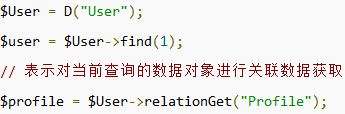 $User = D("User");
$user = $User->find(1);
// 表示对当前查询的数据对象进行关联数据获取
$profile = $User->relationGet("Profile");